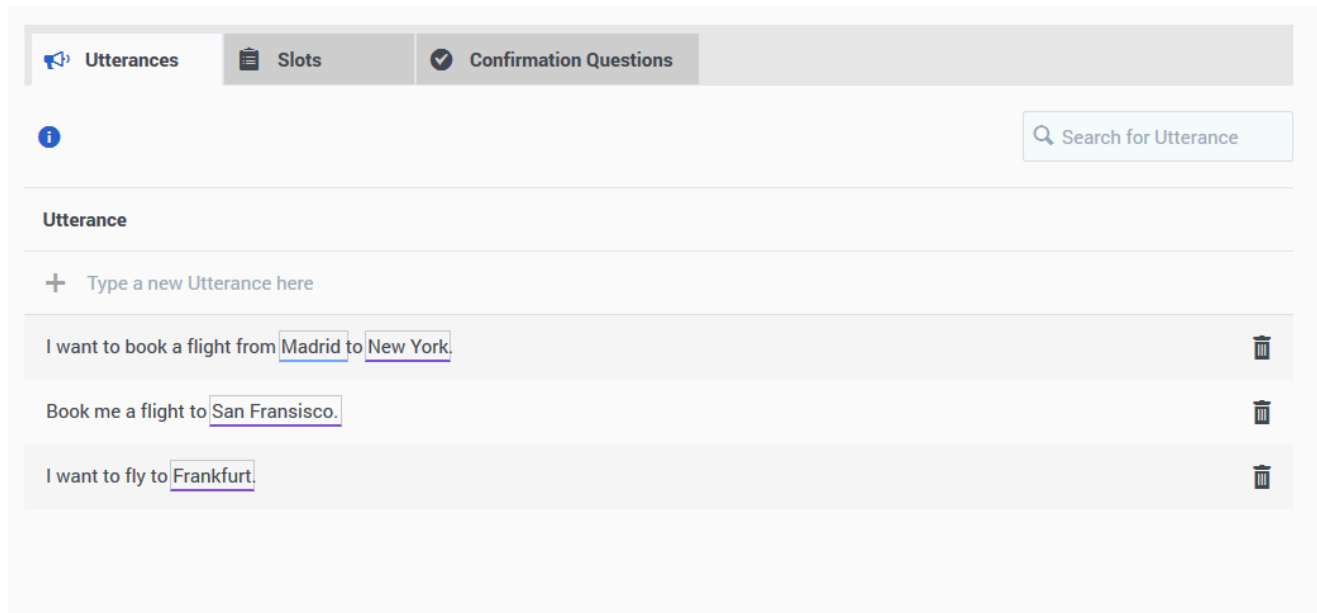 Utterances Slots Confirmation Questions
Search for Utterance
Utterance
Type a new Utterance here
I want to book a flight from Madrid to New York.
Book me a flight to San Fransisco.
I want to fly to Frankfurt.